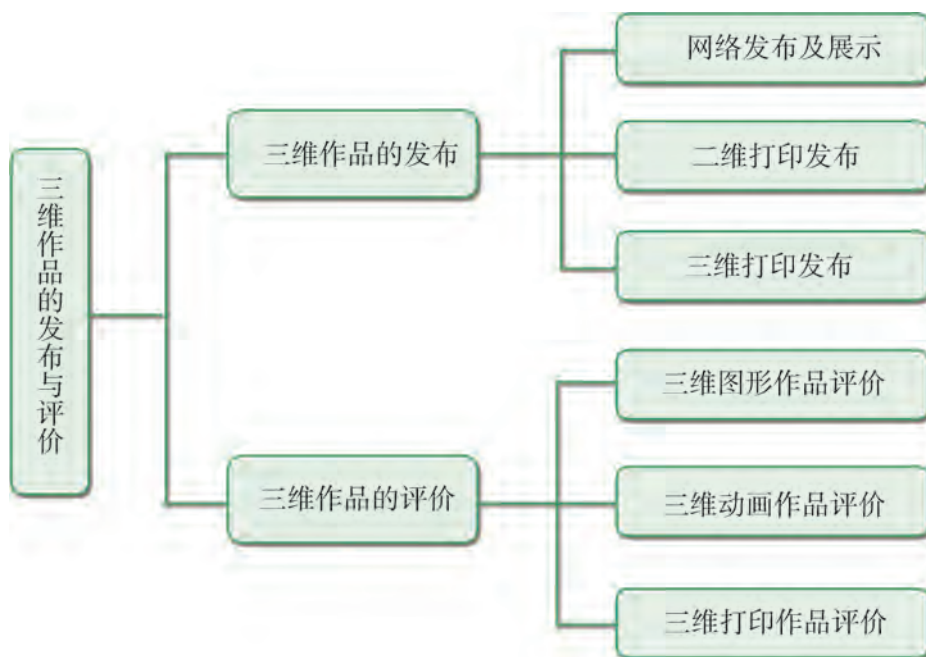 三维作品的发布与评价
三维作品的发布
网络发布及展示
二维打印发布
三维打印发布
三维作品的评价
三维图形作品评价
三维动画作品评价
三维打印作品评价